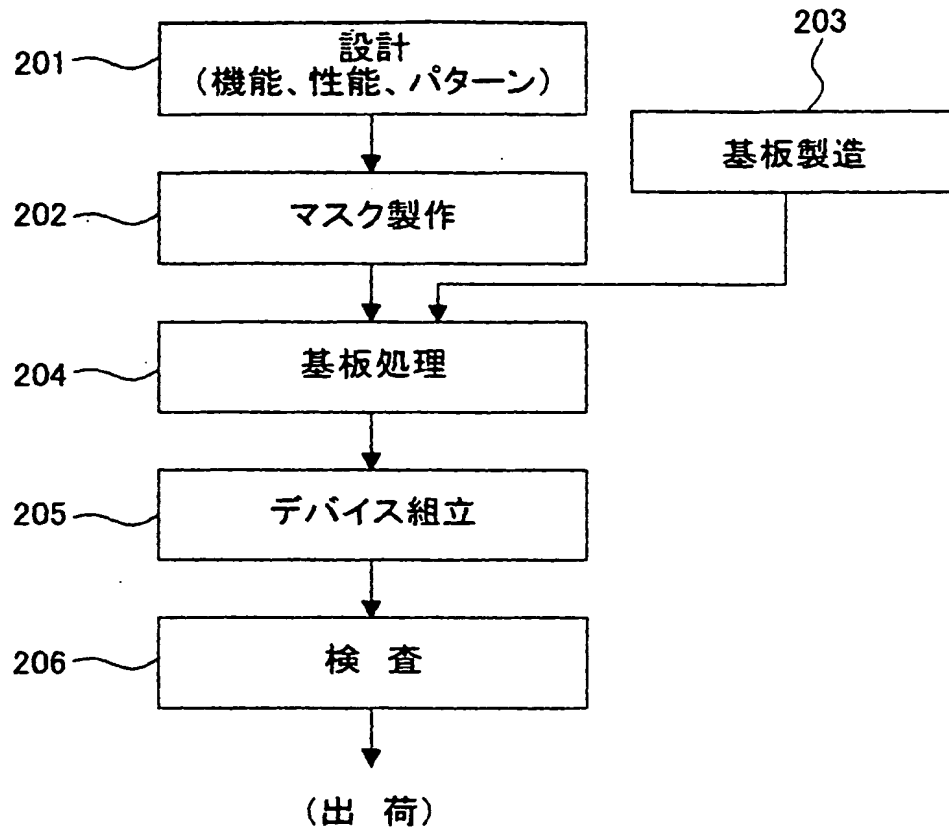 201
設計
(機能、性能、パターン)
203
基板製造
202
マスク製作
204
基板処理
205
デバイス組立
206
検 査
(出 荷)